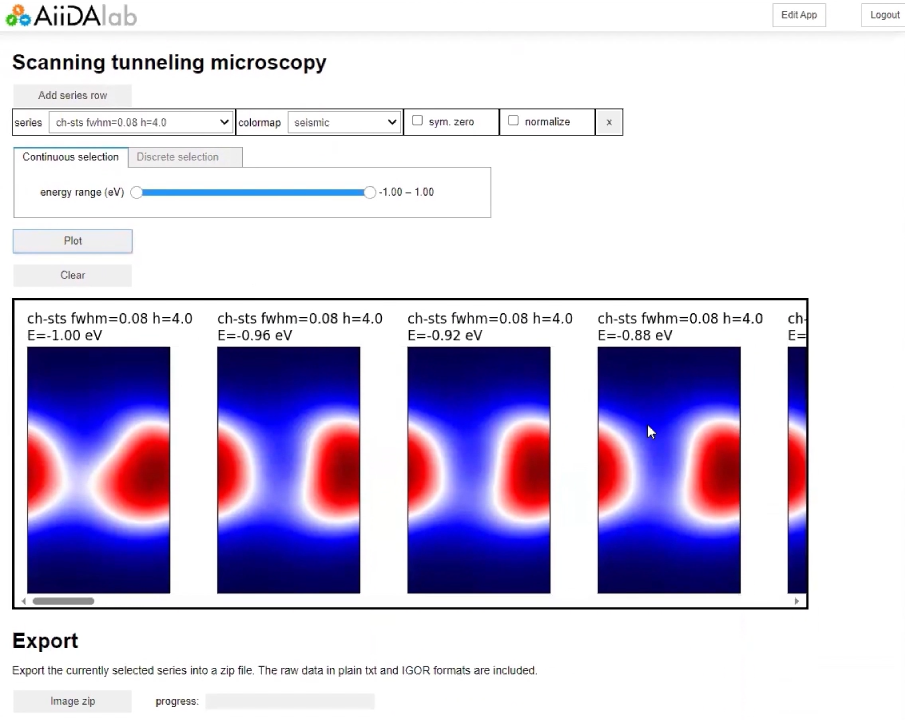 AiiDAlab
Edit App
Logout
Scanning tunneling microscopy
Add series row
series ch-sts fwhm=0.08 h=4.0 colormap seismic sym. zero normalize x
Continuous selection Discrete selection
energy range (eV) -1.00 – 1.00
Plot
Clear
ch-sts fwhm=0.08 h=4.0
E=-1.00 eV
ch-sts fwhm=0.08 h=4.0
E=-0.96 eV
ch-sts fwhm=0.08 h=4.0
E=-0.92 eV
ch-sts fwhm=0.08 h=4.0
E=-0.88 eV
ch-
E=
Export
Export the currently selected series into a zip file. The raw data in plain txt and IGOR formats are included.
Image zip progress: